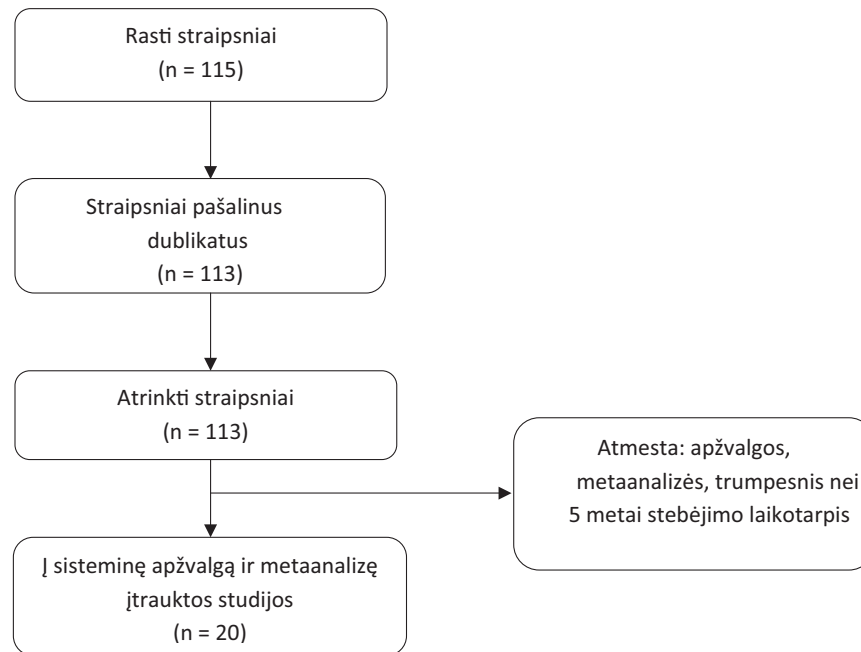 Rasti straipsniai
(n = 115)
Straipsniai pašalinus
dublikatus
(n = 113)
Atrinkti straipsniai
(n = 113)
Atmesta: apžvalgos,
metaanalizės, trumpesnis nei
5 metai stebėjimo laikotarpis
Į sisteminę apžvalgą ir metaanalizę
įtrauktos studijos
(n = 20)